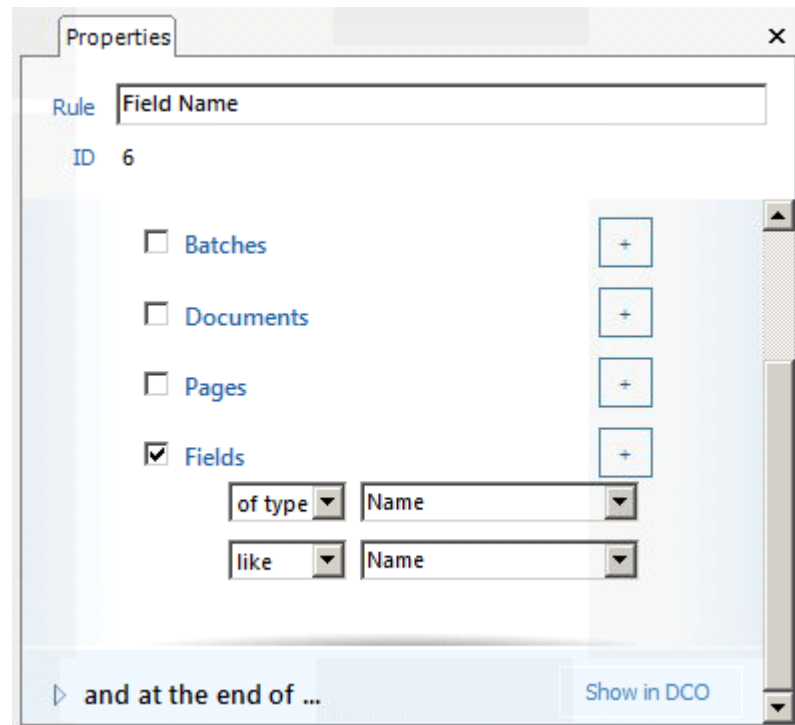 Properties
Rule Field Name
ID 6
Batches +
Documents +
Pages +
Fields +
of type Name
like Name
and at the end of ... Show in DCO